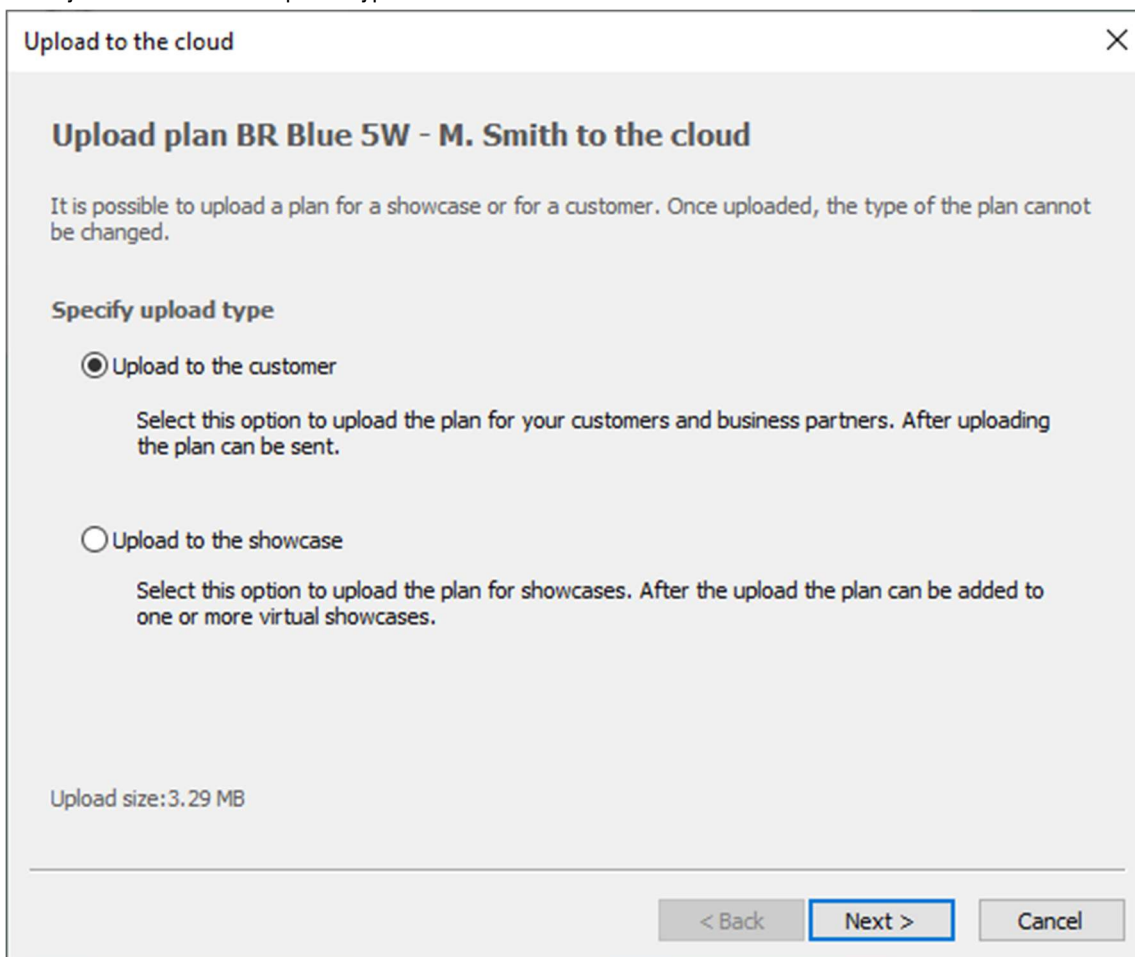 Upload to the cloud
Upload plan BR Blue 5W - M. Smith to the cloud
It is possible to upload a plan for a showcase or for a customer. Once uploaded, the type of the plan cannot
be changed.
Specify upload type
Upload to the customer
Select this option to upload the plan for your customers and business partners. After uploading
the plan can be sent.
Upload to the showcase
Select this option to upload the plan for showcases. After the upload the plan can be added to
one or more virtual showcases.
Upload size:3.29 MB
< Back Next > Cancel